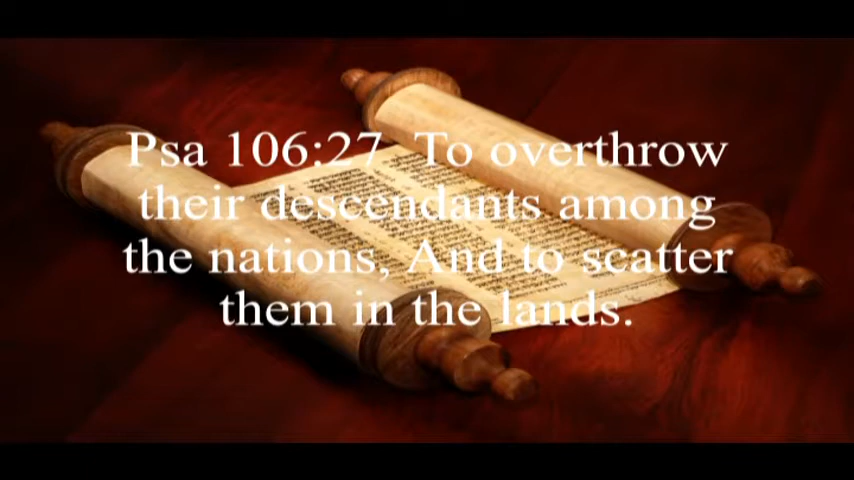 Psa 106:27 To overthrow
their descendants among
the nations, And to scatter
them in the lands.